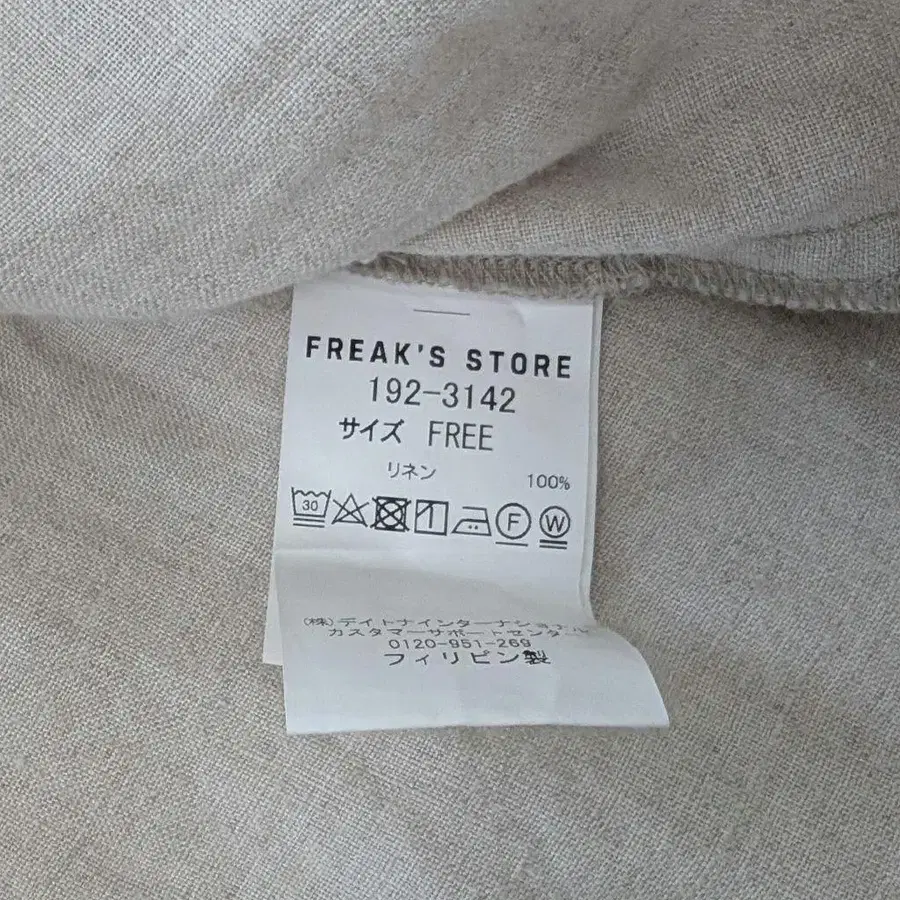 FREAK'S STORE
192-3142
サイズ FREE
リネン 100%
30 F W
(株)デイトナインターナショナル
カスタマーサポートセンター
0120-951-269
フィリピン製